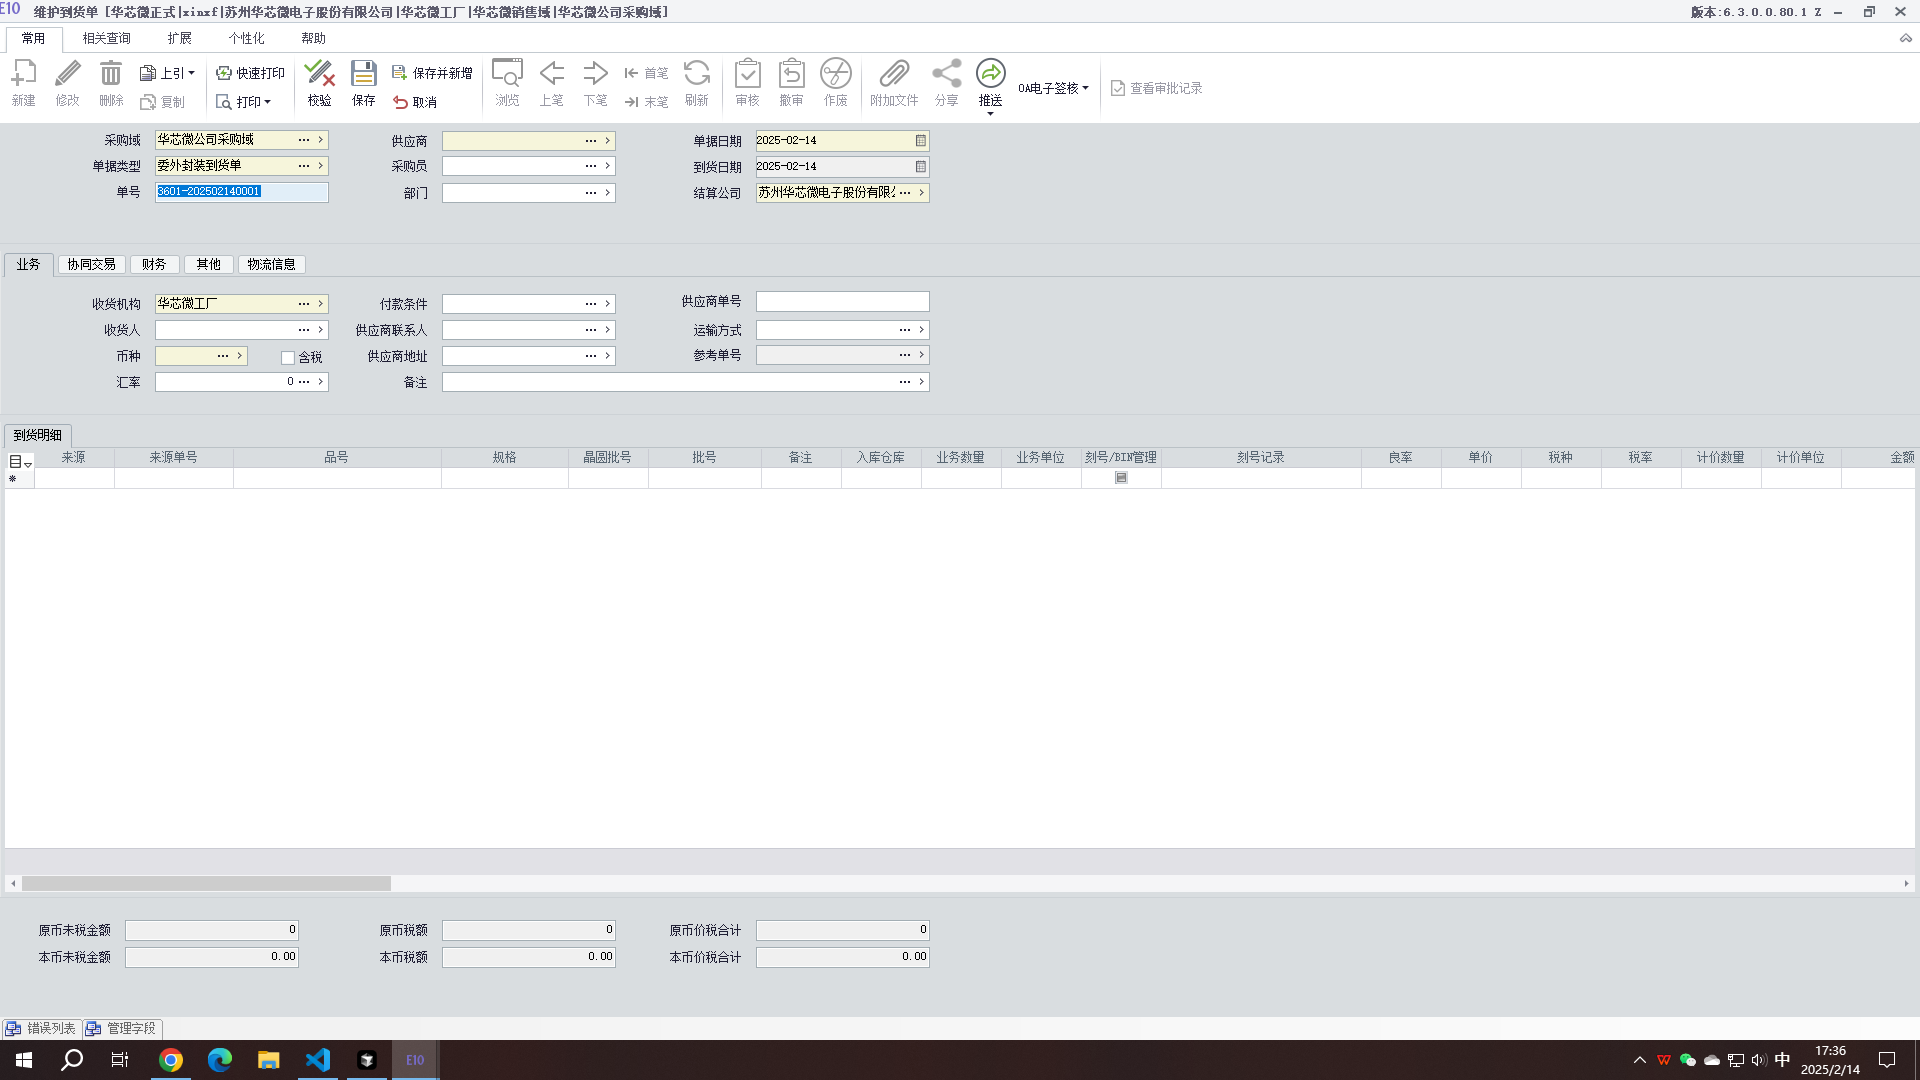 E10 维护到货单 [华芯微正式|xinxf|苏州华芯微电子股份有限公司|华芯微工厂|华芯微销售域|华芯微公司采购域] 版本:6.3.0.0.80.1 Z
常用 相关查询 扩展 个性化 帮助
新建 修改 删除 上引 复制 快速打印 打印 校验 保存 保存并新增 取消 浏览 上笔 下笔 首笔 末笔 刷新 审核 撤审 作废 附加文件 分享 推送 OA电子签核 查看审批记录
采购域 华芯微公司采购域 供应商 单据日期 2025-02-14
单据类型 委外封装到货单 采购员 到货日期 2025-02-14
单号 3601-202502140001 部门 结算公司 苏州华芯微电子股份有限
业务 协同交易 财务 其他 物流信息
收货机构 华芯微工厂 付款条件 供应商单号
收货人 供应商联系人 运输方式
币种 含税 供应商地址 参考单号
汇率 0 备注
到货明细
来源 来源单号 品号 规格 晶圆批号 批号 备注 入库仓库 业务数量 业务单位 刻号/BIN管理 刻号记录 良率 单价 税种 税率 计价数量 计价单位 金额
原币未税金额 0 原币税额 0 原币价税合计 0
本币未税金额 0.00 本币税额 0.00 本币价税合计 0.00
错误列表 管理字段
E10 中 17:36
2025/2/14